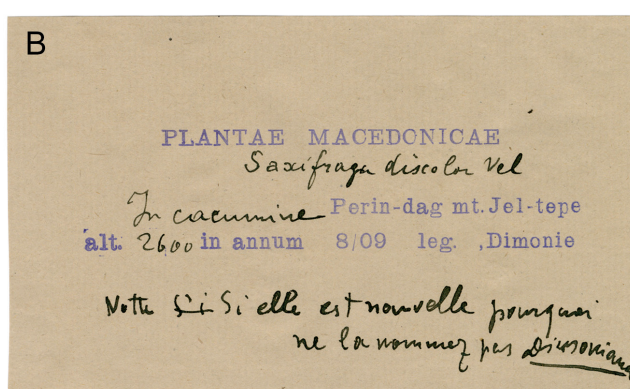 B
PLANTAE MACEDONICAE
Saxifraga discolor Vel
In cacumine Perin-dag mt. Jel-tepe
alt. 2600 in annum 8/09 leg. ,Dimonie
Si elle est nouvelle pourquoi
ne la nommez pas